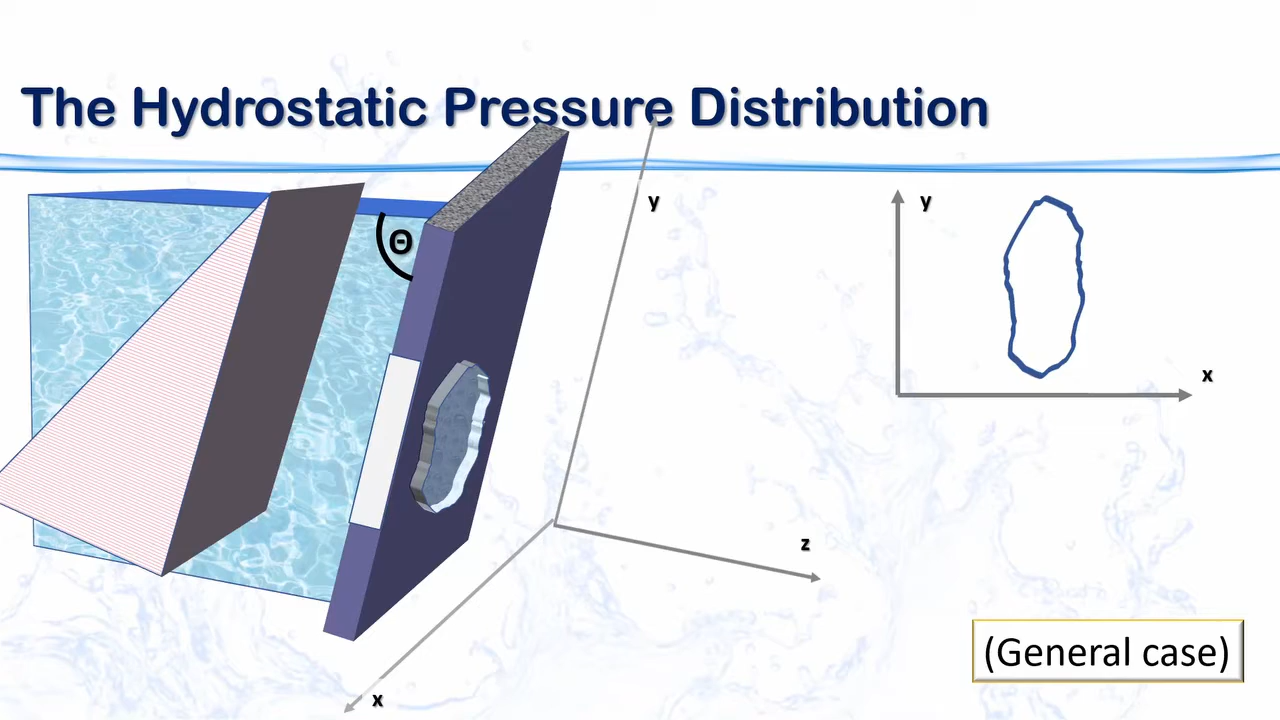 The Hydrostatic Pressure Distribution
Θ
y
z
x
y
x
(General case)